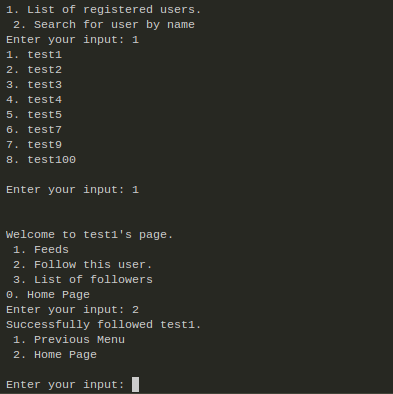 1. List of registered users.
 2. Search for user by name
Enter your input: 1
1. test1
2. test2
3. test3
4. test4
5. test5
6. test7
7. test9
8. test100
Enter your input: 1
Welcome to test1's page.
 1. Feeds
 2. Follow this user.
 3. List of followers
0. Home Page
Enter your input: 2
Successfully followed test1.
 1. Previous Menu
 2. Home Page
Enter your input: